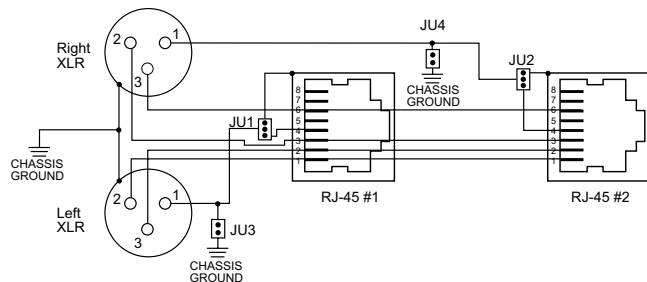 Right
XLR
2
1
3
JU4
CHASSIS
GROUND
JU2
JU1
8
7
6
5
4
3
2
1
RJ-45 #1
8
7
6
5
4
3
2
1
RJ-45 #2
CHASSIS
GROUND
Left
XLR
2
1
3
JU3
CHASSIS
GROUND